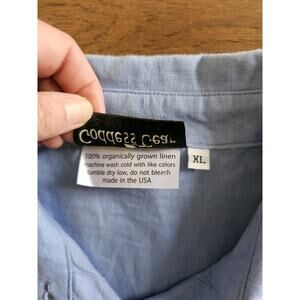 Goddess Gear
100% organically grown linen
machine wash cold with like colors
tumble dry low, do not bleach
made in the USA
XL